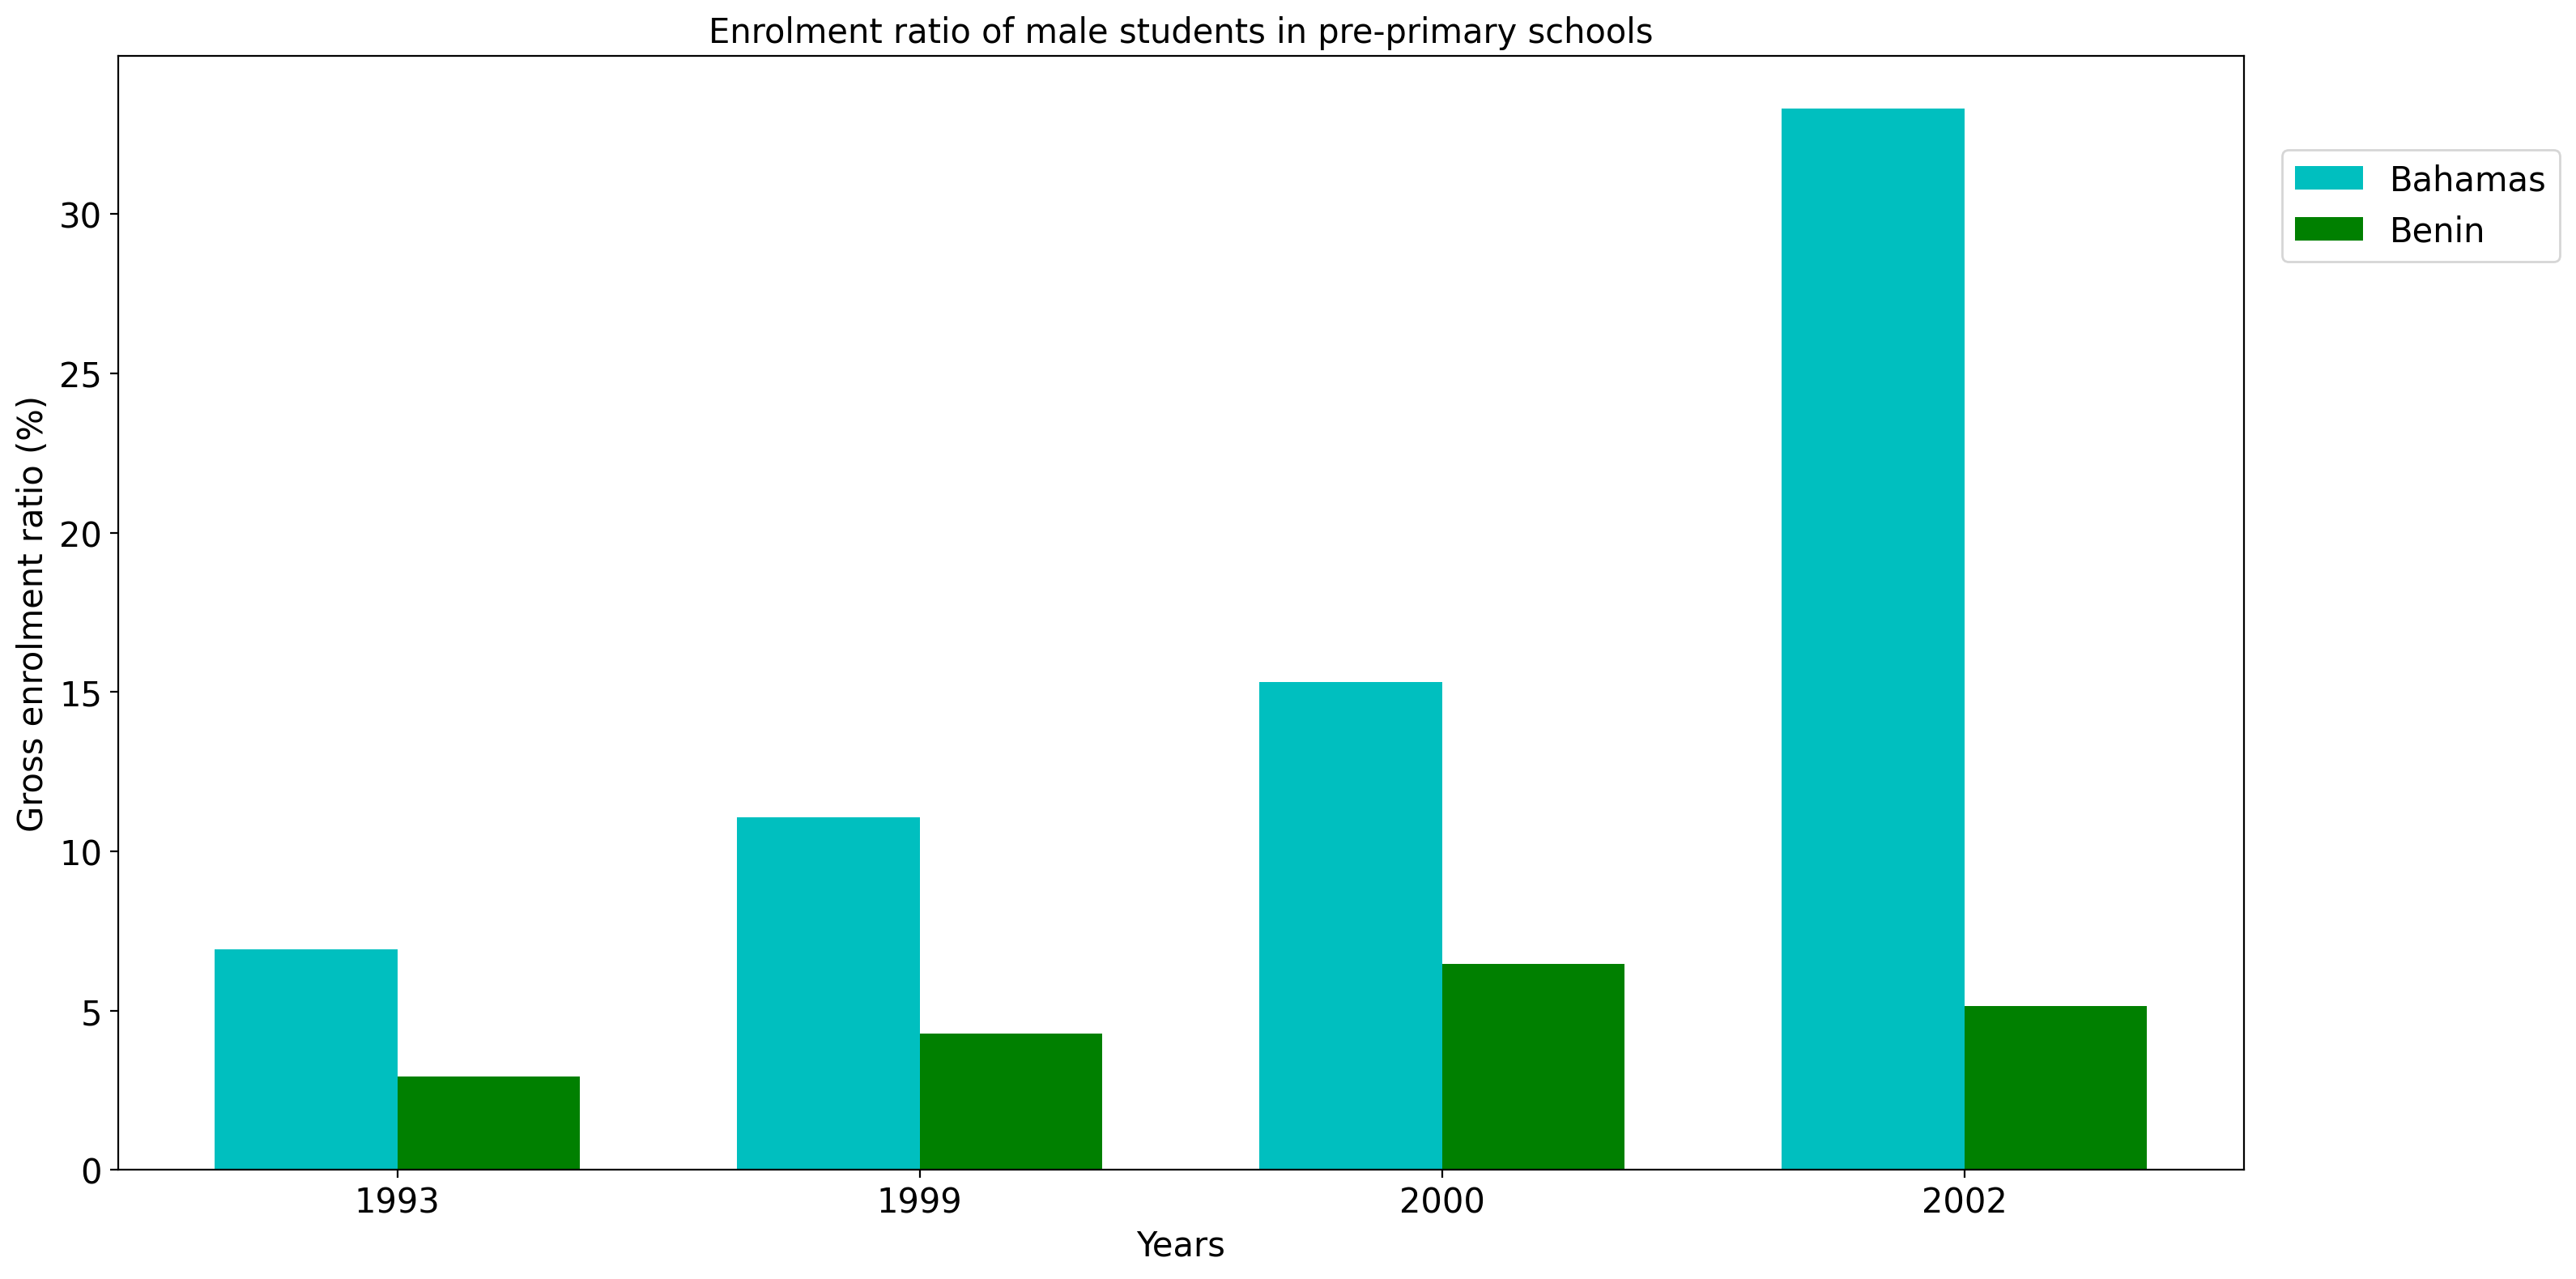 Enrolment ratio of male students in pre-primary schools
Gross enrolment ratio (%)
30
25
20
15
10
5
0
1993 1999 2000 2002
Years
Bahamas
Benin